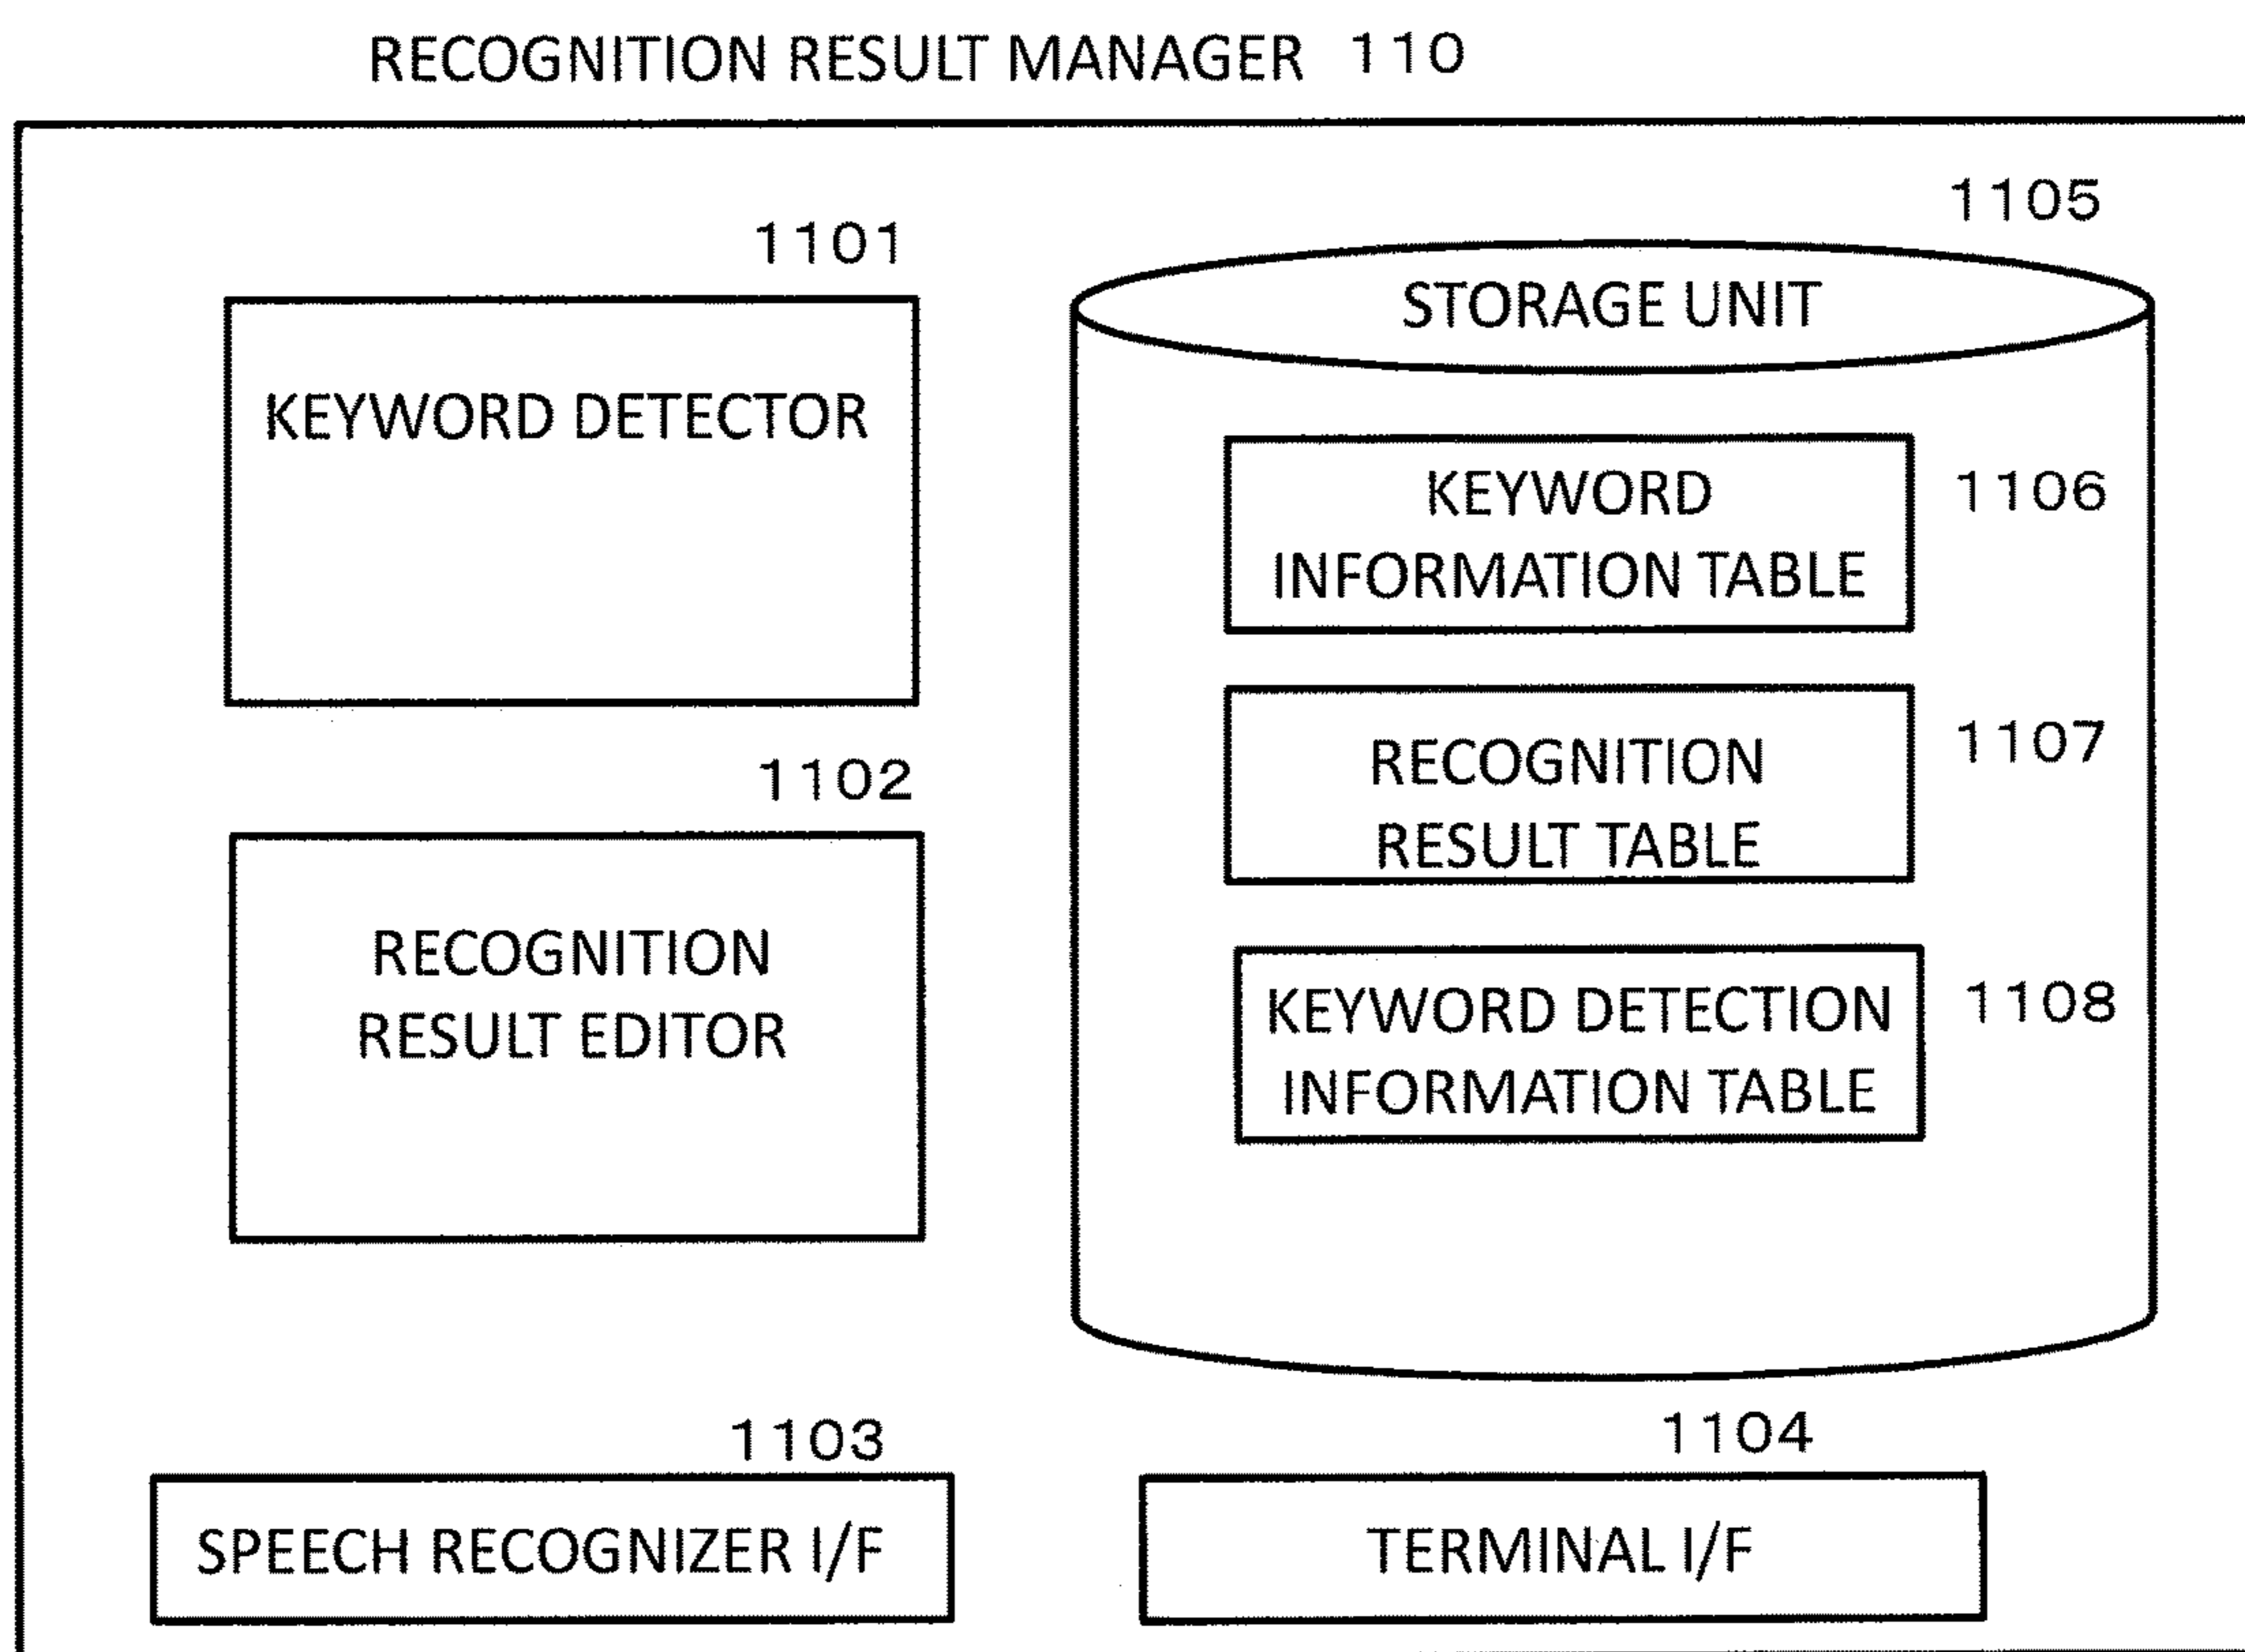 RECOGNITION RESULT MANAGER 110
1101
KEYWORD DETECTOR
1102
RECOGNITION
RESULT EDITOR
1105
STORAGE UNIT
KEYWORD
INFORMATION TABLE
1106
RECOGNITION
RESULT TABLE
1107
KEYWORD DETECTION
INFORMATION TABLE
1108
1103
SPEECH RECOGNIZER I/F
1104
TERMINAL I/F